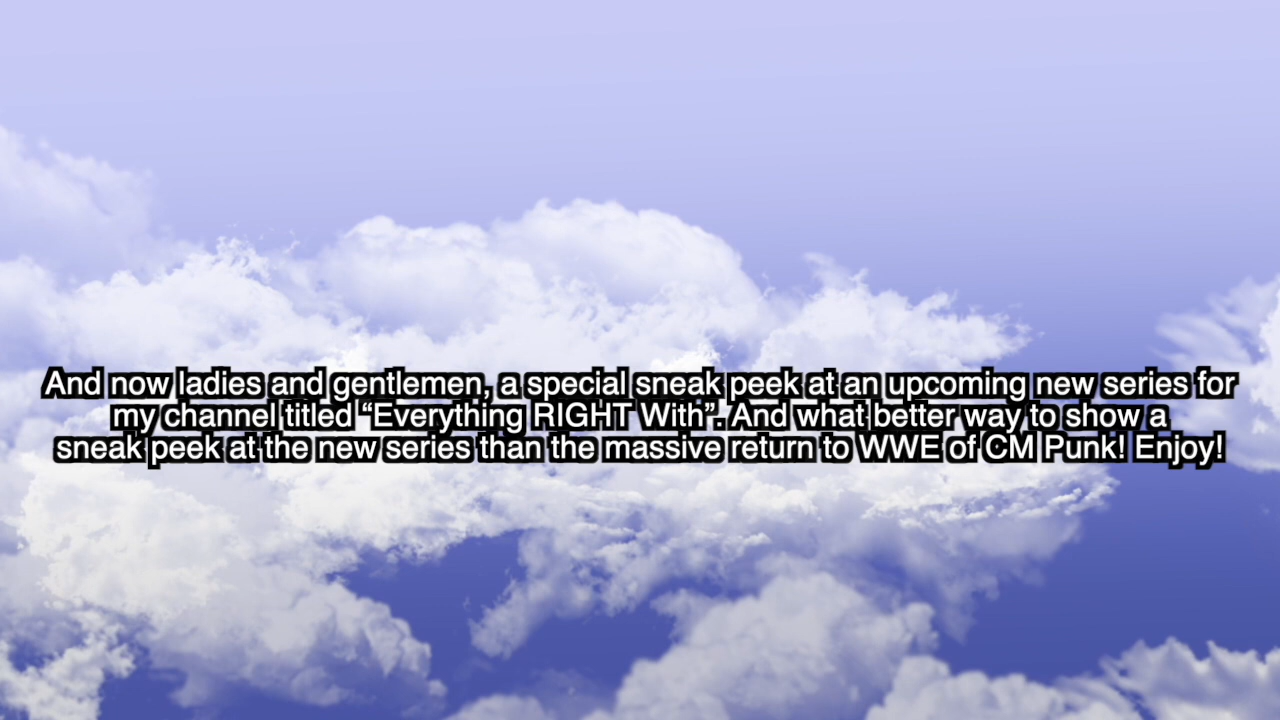 And now ladies and gentlemen, a special sneak peek at an upcoming new series for
my channel titled “Everything RIGHT With”. And what better way to show a
sneak peek at the new series than the massive return to WWE of CM Punk! Enjoy!